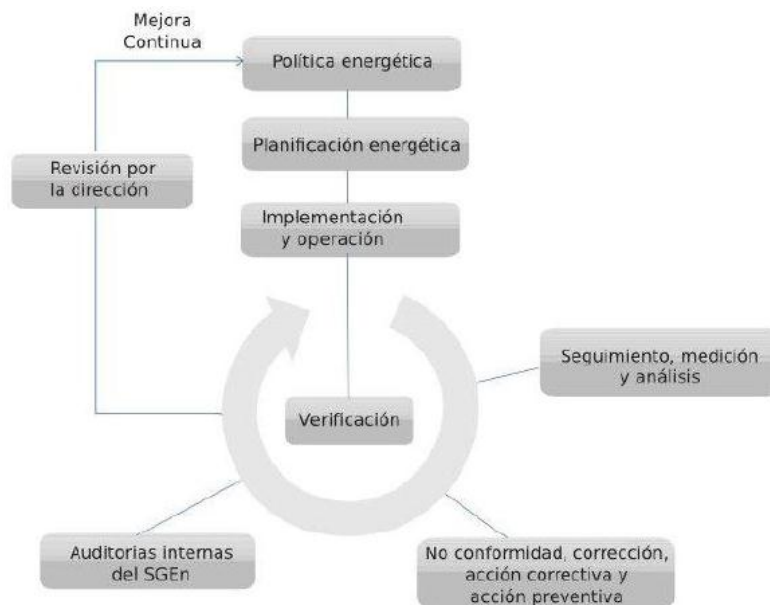 Mejora
Continua
Política energética
Planificación energética
Revisión por
la dirección
Implementación
y operación
Seguimiento, medición
y análisis
Verificación
Auditorias internas
del SGEn
No conformidad, corrección,
acción correctiva y
acción preventiva